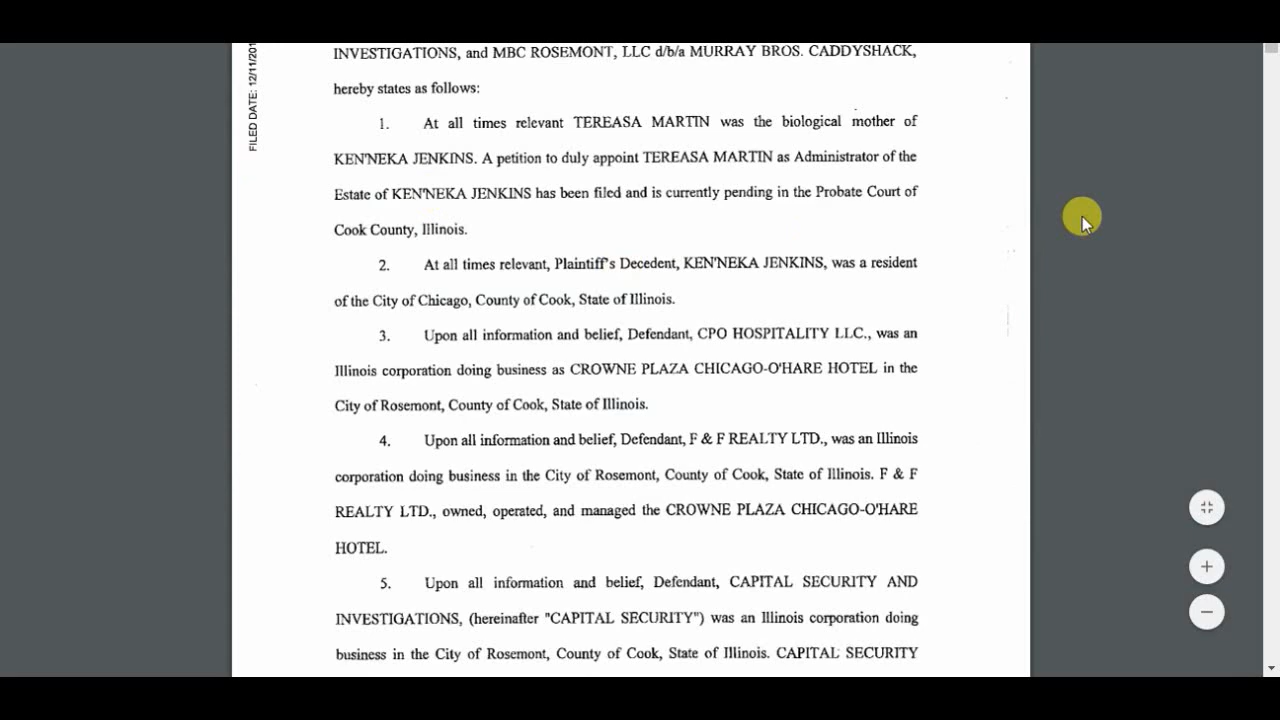 FILED DATE: 12/11/201
INVESTIGATIONS, and MBC ROSEMONT, LLC d/b/a MURRAY BROS. CADDYSHACK,
hereby states as follows:
1. At all times relevant TEREASA MARTIN was the biological mother of
KEN'NEKA JENKINS. A petition to duly appoint TEREASA MARTIN as Administrator of the
Estate of KEN'NEKA JENKINS has been filed and is currently pending in the Probate Court of
Cook County, Illinois.
2. At all times relevant, Plaintiff's Decedent, KEN'NEKA JENKINS, was a resident
of the City of Chicago, County of Cook, State of Illinois.
3. Upon all information and belief, Defendant, CPO HOSPITALITY LLC., was an
Illinois corporation doing business as CROWNE PLAZA CHICAGO-O'HARE HOTEL in the
City of Rosemont, County of Cook, State of Illinois.
4. Upon all information and belief, Defendant, F & F REALTY LTD., was an Illinois
corporation doing business in the City of Rosemont, County of Cook, State of Illinois. F & F
REALTY LTD., owned, operated, and managed the CROWNE PLAZA CHICAGO-O'HARE
HOTEL.
5. Upon all information and belief, Defendant, CAPITAL SECURITY AND
INVESTIGATIONS, (hereinafter "CAPITAL SECURITY") was an Illinois corporation doing
business in the City of Rosemont, County of Cook, State of Illinois. CAPITAL SECURITY